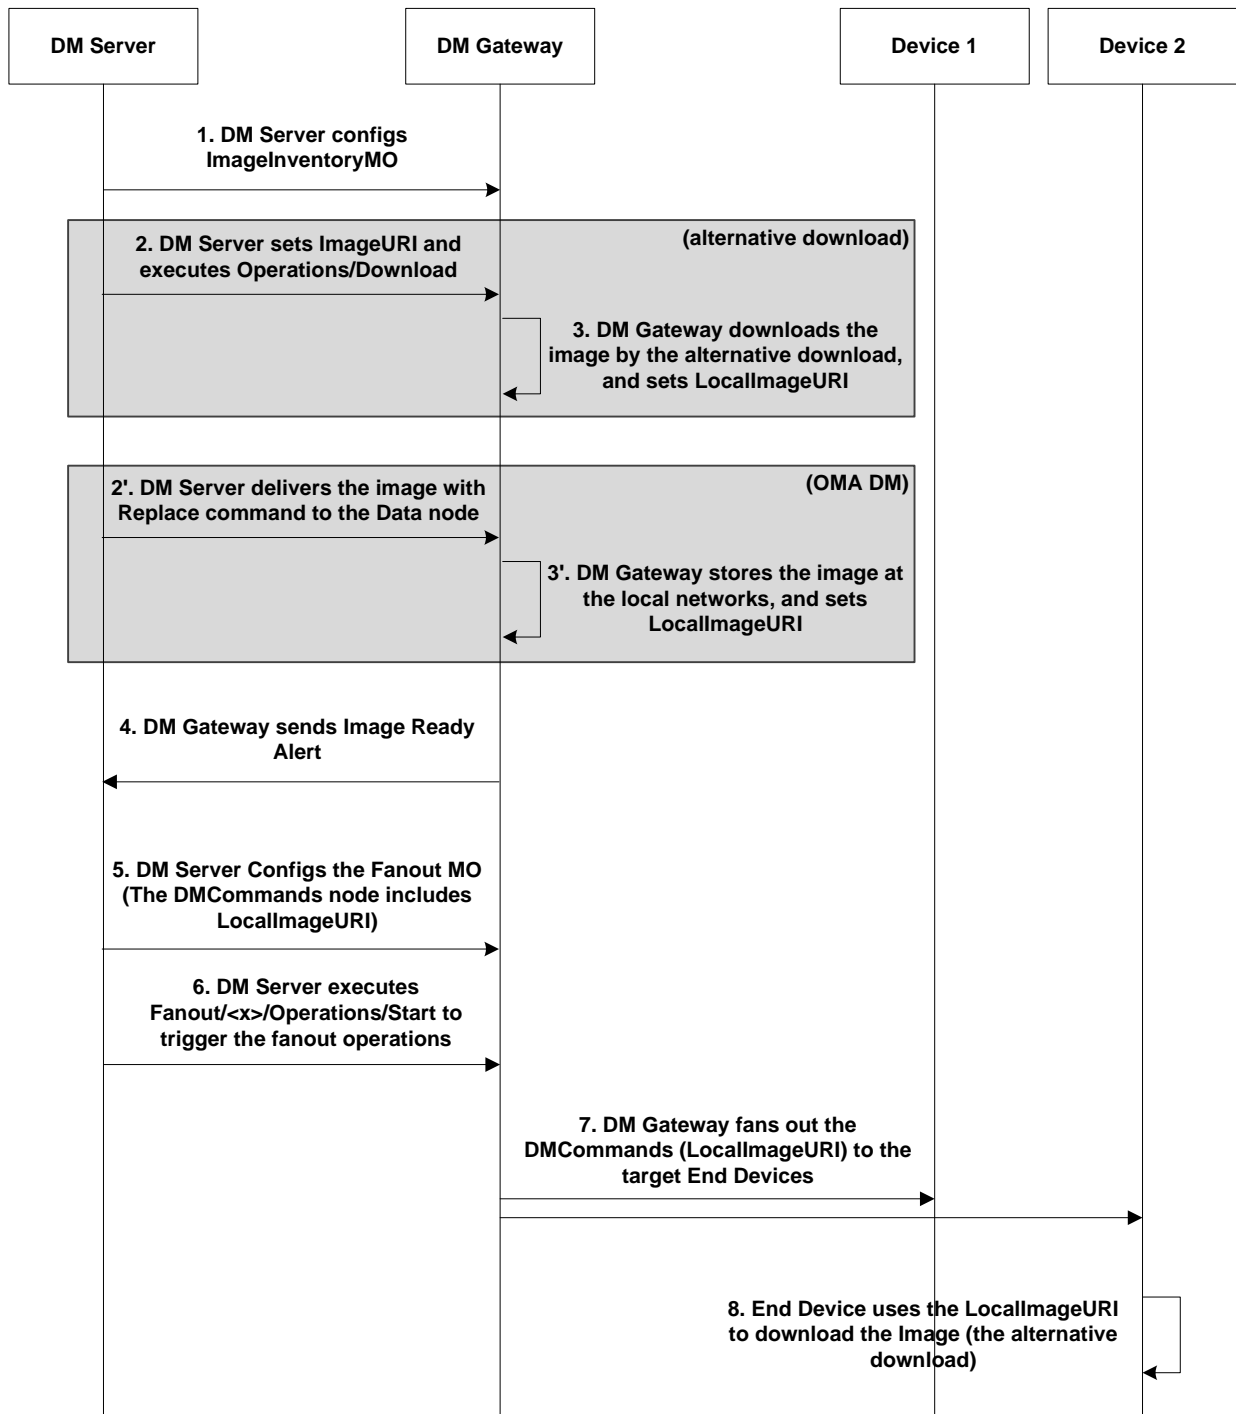 DM Server
DM Gateway
Device 1
Device 2
1. DM Server configs
ImageInventoryMO
(alternative download)
2. DM Server sets ImageURI and
executes Operations/Download
3. DM Gateway downloads the
image by the alternative download,
and sets LocalImageURI
(OMA DM)
2'. DM Server delivers the image with
Replace command to the Data node
3'. DM Gateway stores the image at
the local networks, and sets
LocalImageURI
4. DM Gateway sends Image Ready
Alert
5. DM Server Configs the Fanout MO
(The DMCommands node includes
LocalImageURI)
6. DM Server executes
Fanout/<x>/Operations/Start to
trigger the fanout operations
7. DM Gateway fans out the
DMCommands (LocalImageURI) to the
target End Devices
8. End Device uses the LocalImageURI
to download the Image (the alternative
download)